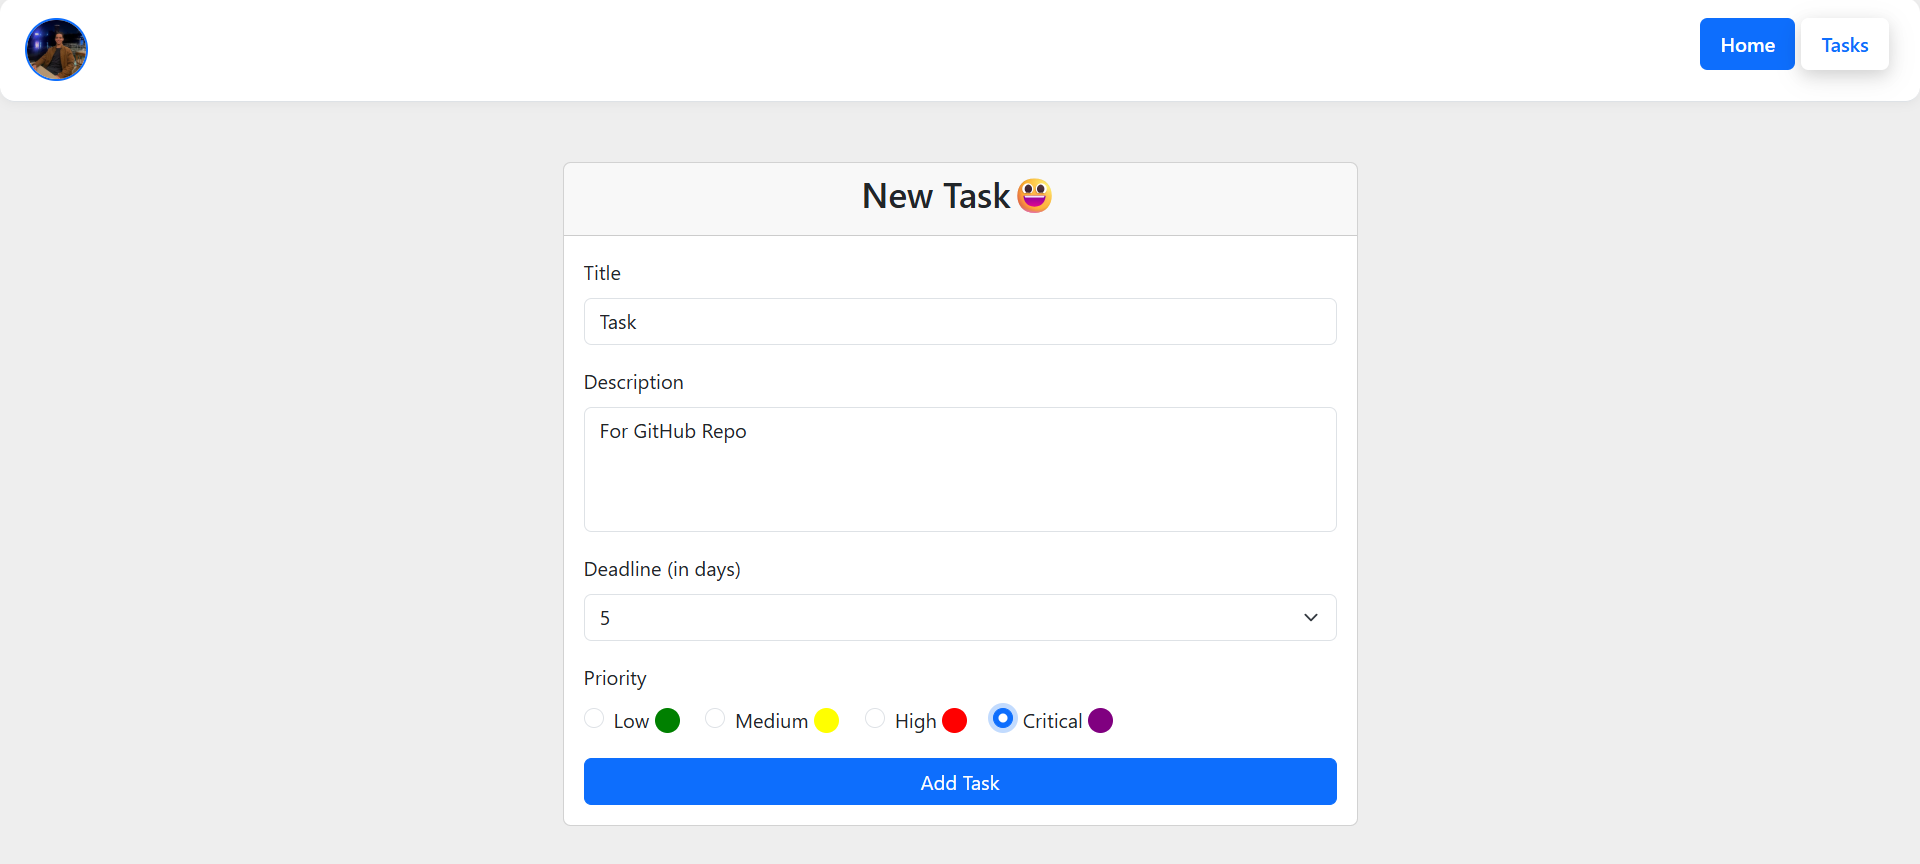 Home Tasks
New Task
Title
Task
Description
For GitHub Repo
Deadline (in days)
5
Priority
Low Medium High Critical
Add Task